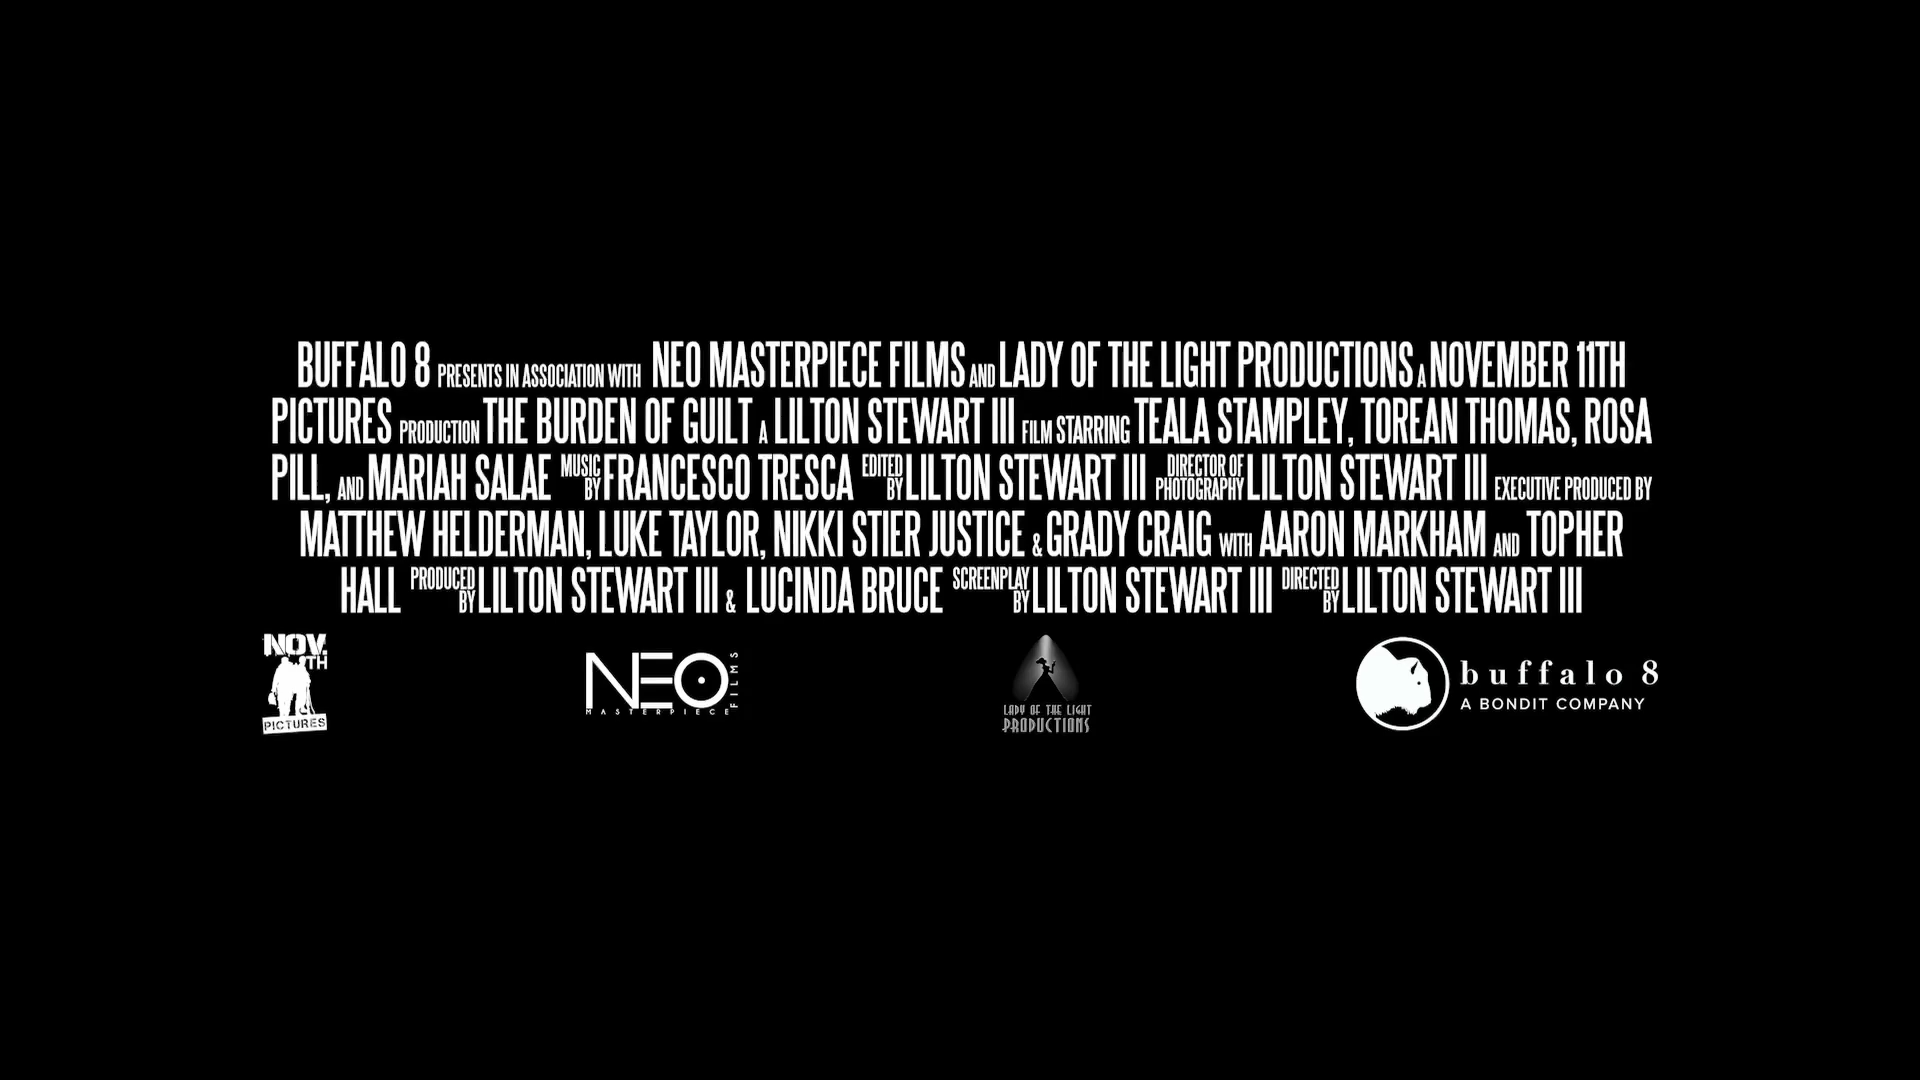 BUFFALO 8 PRESENTS IN ASSOCIATION WITH NEO MASTERPIECE FILMS AND LADY OF THE LIGHT PRODUCTIONS A NOVEMBER 11TH
PICTURES PRODUCTION THE BURDEN OF GUILT A LILTON STEWART III FILM STARRING TEALA STAMPLEY, TOREAN THOMAS, ROSA
PILL, AND MARIAH SALAE MUSIC BY FRANCESCO TRESCA EDITED BY LILTON STEWART III DIRECTOR OF PHOTOGRAPHY LILTON STEWART III EXECUTIVE PRODUCED BY
MATTHEW HELDERMAN, LUKE TAYLOR, NIKKI STIER JUSTICE & GRADY CRAIG WITH AARON MARKHAM AND TOPHER
HALL PRODUCED BY LILTON STEWART III & LUCINDA BRUCE SCREENPLAY BY LILTON STEWART III DIRECTED BY LILTON STEWART III
NOV.
TH
PICTURES
NEO
MASTERPIECE
FILMS
LADY OF THE LIGHT
PRODUCTIONS
buffalo 8
A BONDIT COMPANY